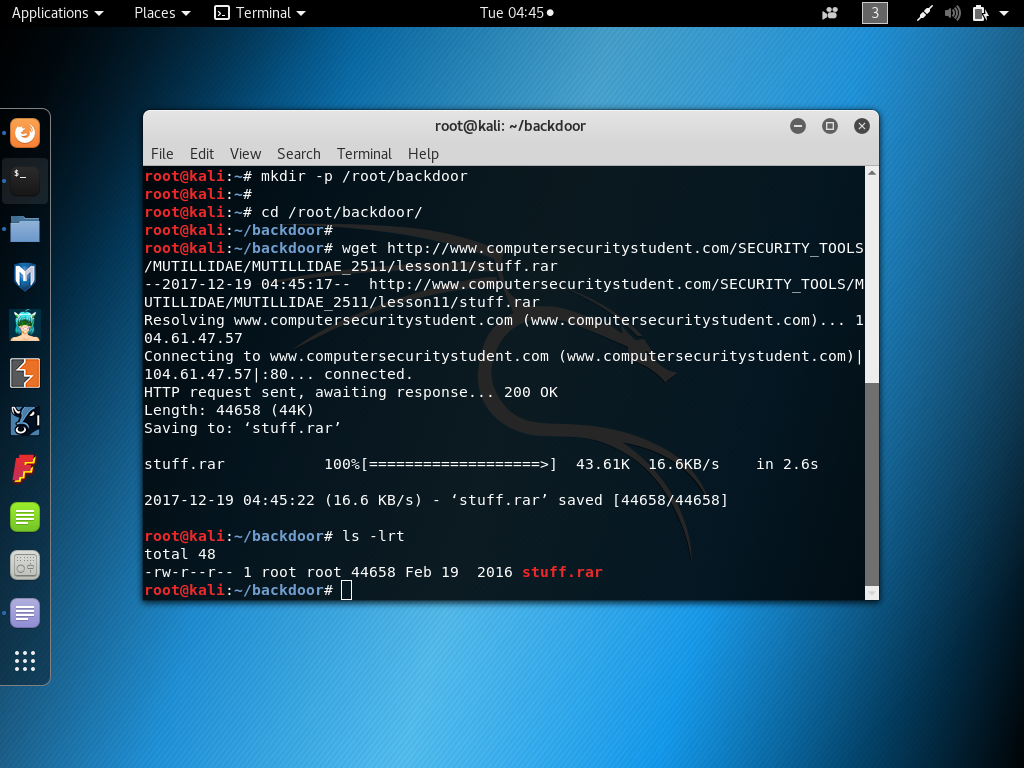 Applications Places Terminal Tue 04:45 3
root@kali: ~/backdoor
File Edit View Search Terminal Help
root@kali:~# mkdir -p /root/backdoor
root@kali:~#
root@kali:~# cd /root/backdoor/
root@kali:~/backdoor#
root@kali:~/backdoor# wget http://www.computersecuritystudent.com/SECURITY_TOOLS
/MUTILLIDAE/MUTILLIDAE_2511/lesson11/stuff.rar
--2017-12-19 04:45:17--  http://www.computersecuritystudent.com/SECURITY_TOOLS/M
UTILLIDAE/MUTILLIDAE_2511/lesson11/stuff.rar
Resolving www.computersecuritystudent.com (www.computersecuritystudent.com)... 1
04.61.47.57
Connecting to www.computersecuritystudent.com (www.computersecuritystudent.com)|
104.61.47.57|:80... connected.
HTTP request sent, awaiting response... 200 OK
Length: 44658 (44K)
Saving to: ‘stuff.rar’
stuff.rar           100%[===================>]  43.61K  16.6KB/s    in 2.6s
2017-12-19 04:45:22 (16.6 KB/s) - ‘stuff.rar’ saved [44658/44658]
root@kali:~/backdoor# ls -lrt
total 48
-rw-r--r-- 1 root root 44658 Feb 19  2016 stuff.rar
root@kali:~/backdoor#